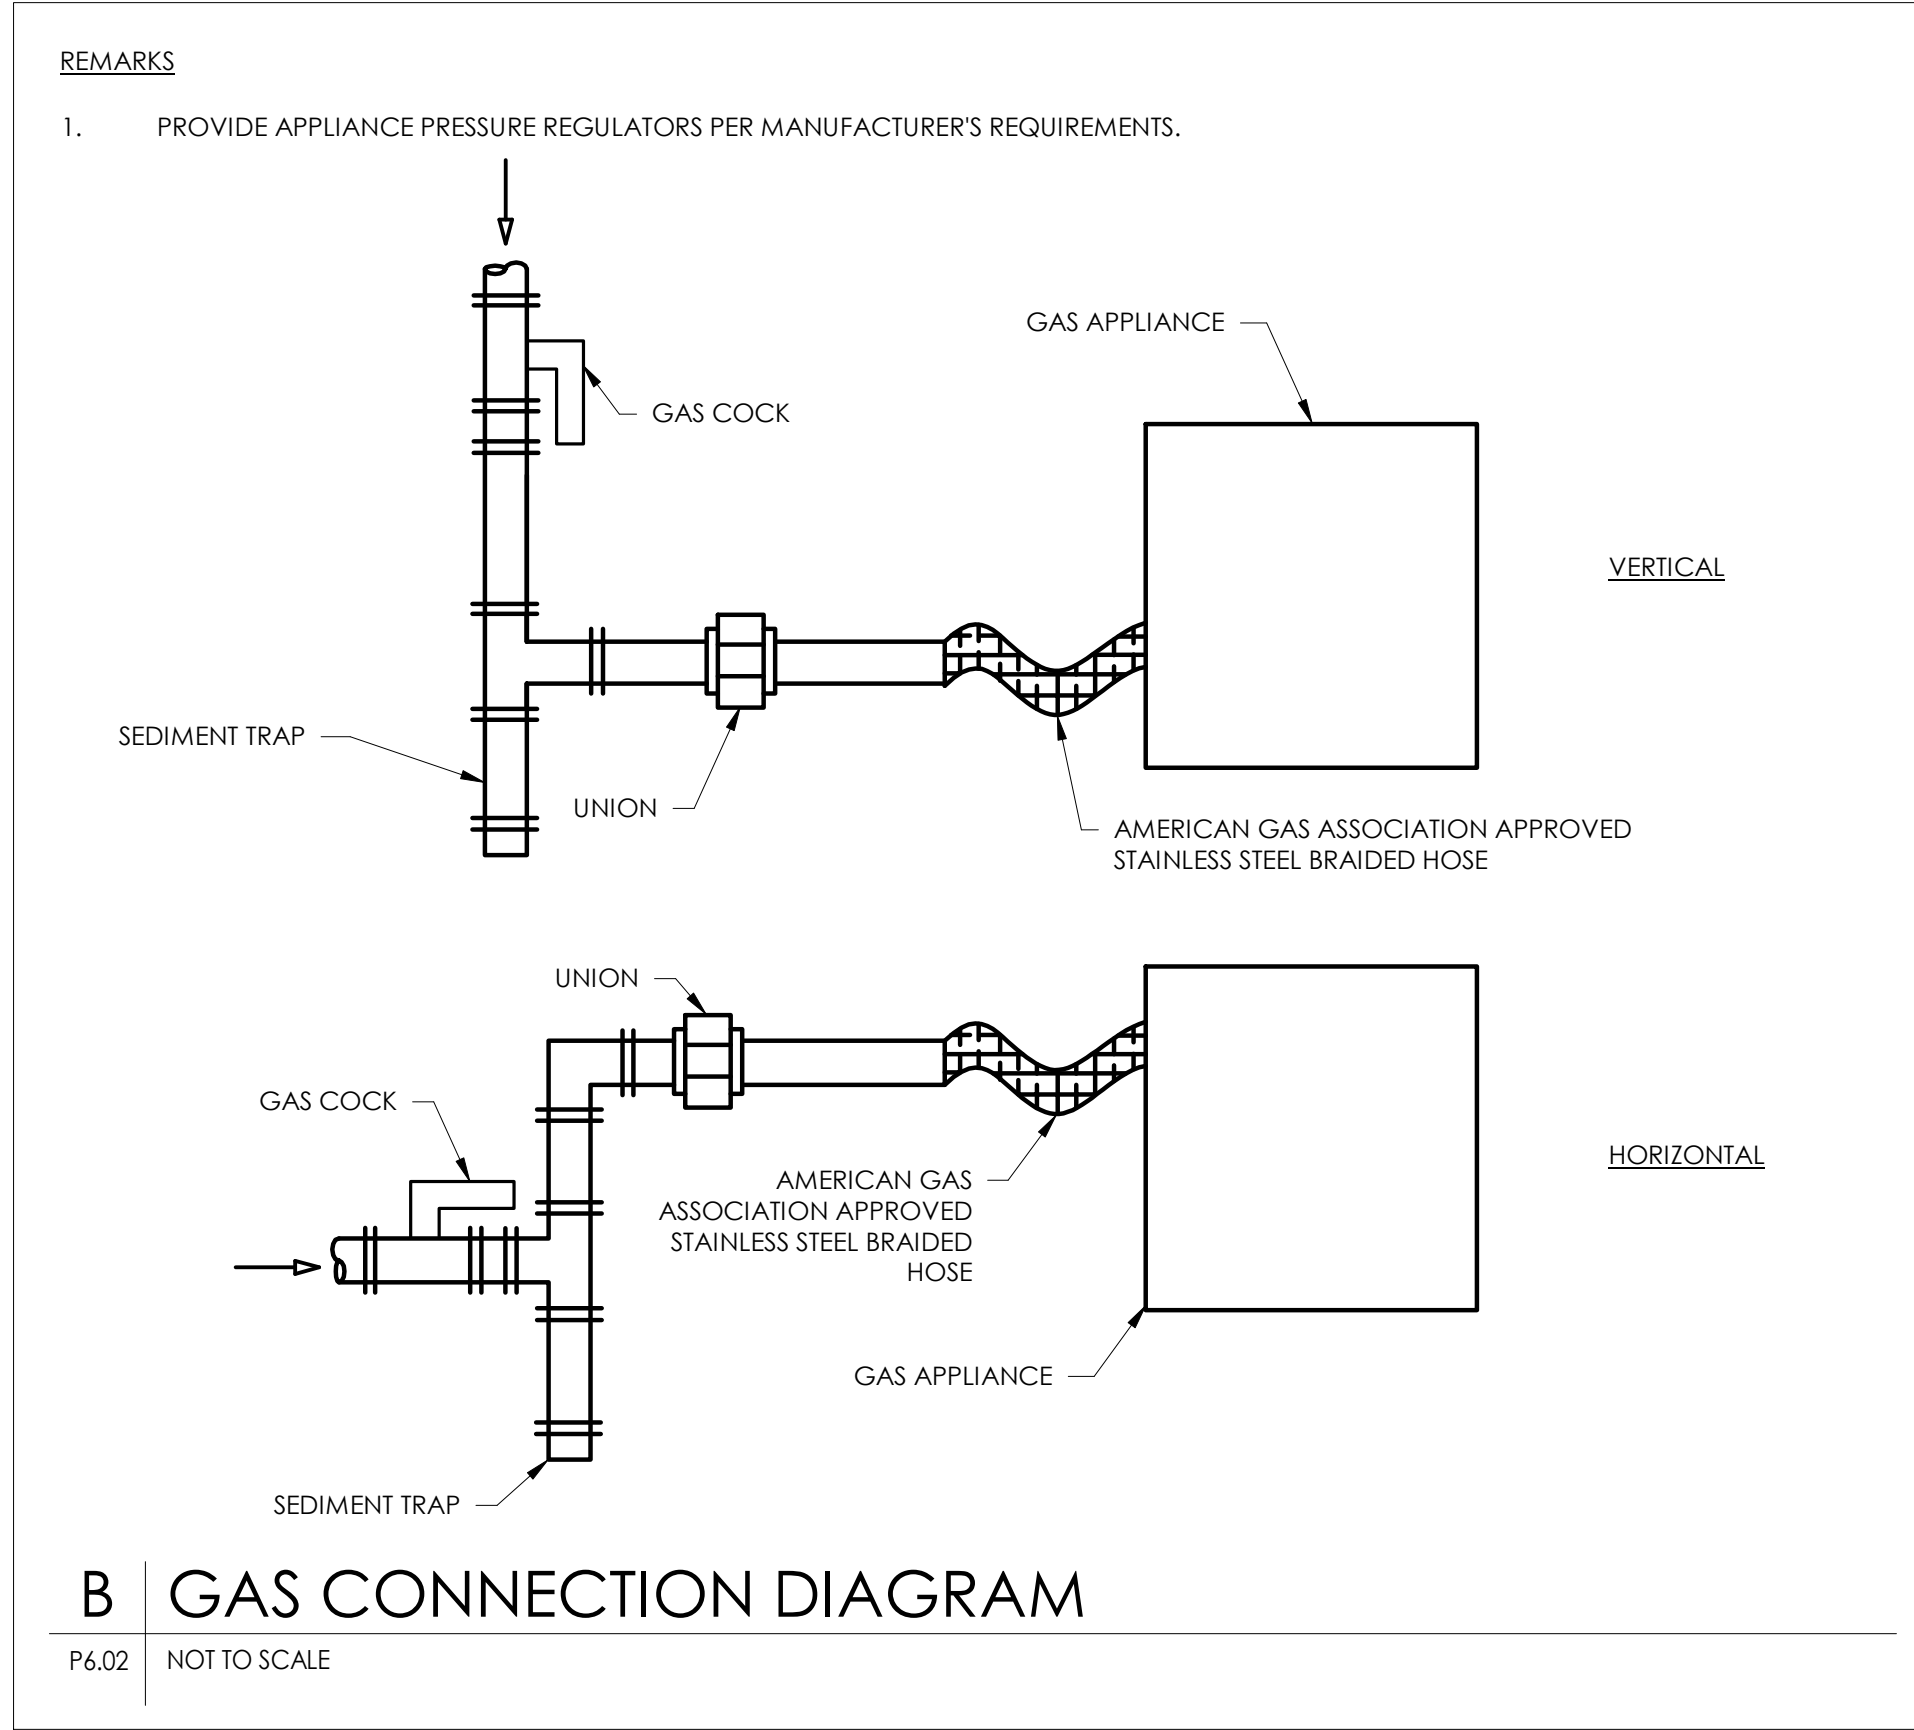 REMARKS
1. PROVIDE APPLIANCE PRESSURE REGULATORS PER MANUFACTURER'S REQUIREMENTS.
GAS APPLIANCE
GAS COCK
VERTICAL
SEDIMENT TRAP
UNION
AMERICAN GAS ASSOCIATION APPROVED
STAINLESS STEEL BRAIDED HOSE
UNION
GAS COCK
HORIZONTAL
AMERICAN GAS
ASSOCIATION APPROVED
STAINLESS STEEL BRAIDED
HOSE
GAS APPLIANCE
SEDIMENT TRAP
B GAS CONNECTION DIAGRAM
P6.02 NOT TO SCALE